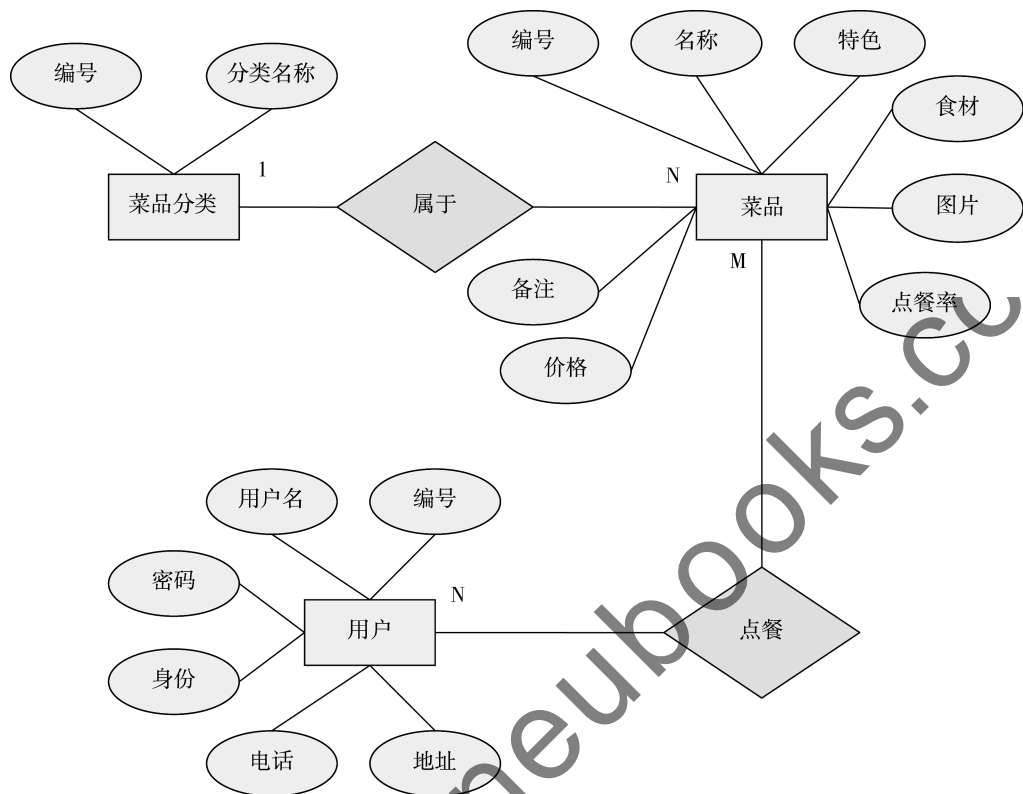 编号
名称
特色
编号
分类名称
食材
菜品分类
1
属于
N
菜品
图片
M
备注
点餐率
价格
用户名
编号
密码
N
用户
点餐
身份
电话
地址
neubooks.cc